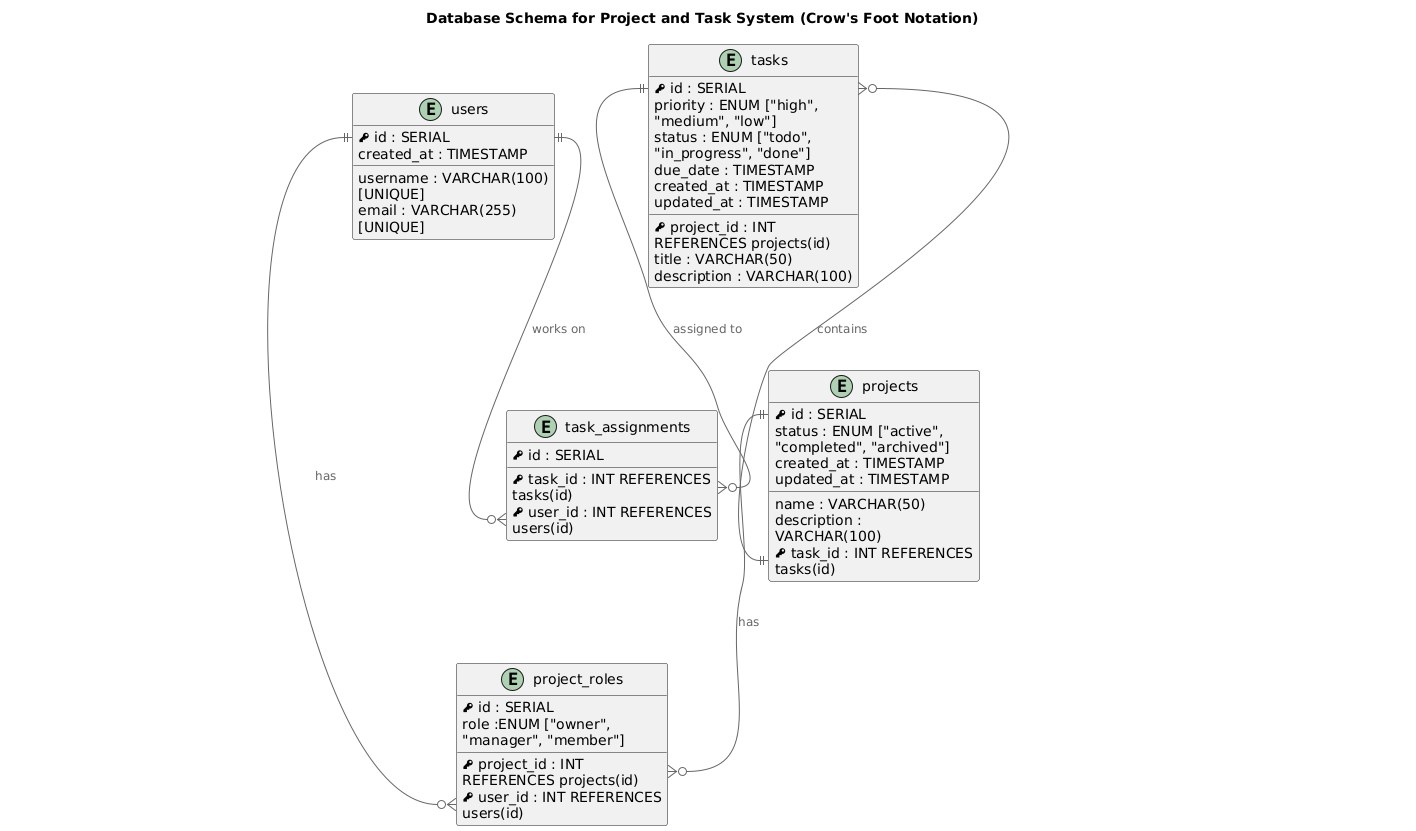 Database Schema for Project and Task System (Crow's Foot Notation)
E tasks
id : SERIAL
priority : ENUM ["high",
"medium", "low"]
status : ENUM ["todo",
"in_progress", "done"]
due_date : TIMESTAMP
created_at : TIMESTAMP
updated_at : TIMESTAMP
project_id : INT
REFERENCES projects(id)
title : VARCHAR(50)
description : VARCHAR(100)
E users
id : SERIAL
created_at : TIMESTAMP
username : VARCHAR(100)
[UNIQUE]
email : VARCHAR(255)
[UNIQUE]
works on
assigned to
contains
E projects
id : SERIAL
status : ENUM ["active",
"completed", "archived"]
created_at : TIMESTAMP
updated_at : TIMESTAMP
name : VARCHAR(50)
description :
VARCHAR(100)
task_id : INT REFERENCES
tasks(id)
E task_assignments
id : SERIAL
task_id : INT REFERENCES
tasks(id)
user_id : INT REFERENCES
users(id)
has
has
E project_roles
id : SERIAL
role :ENUM ["owner",
"manager", "member"]
project_id : INT
REFERENCES projects(id)
user_id : INT REFERENCES
users(id)